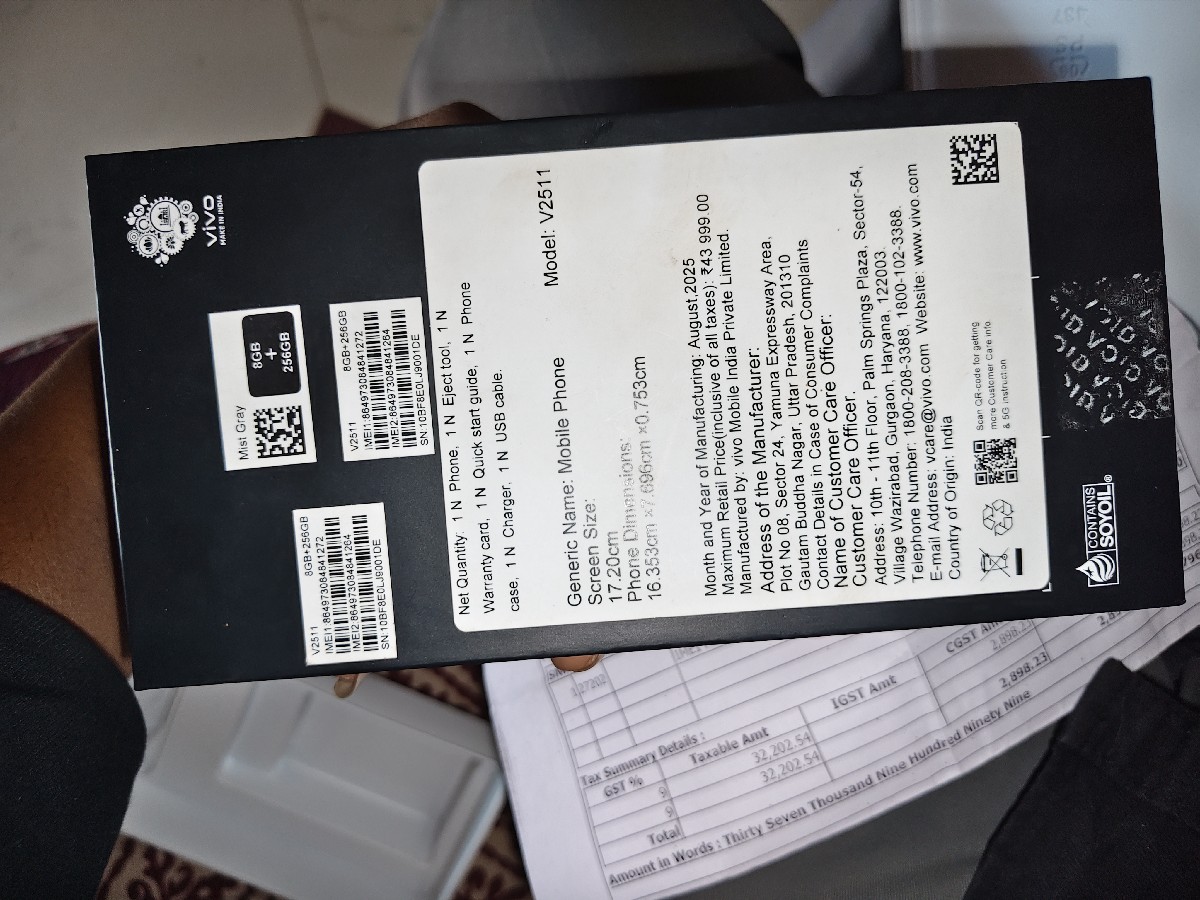 vivo
MAKE IN INDIA
Mist Gray
8GB
+
256GB
V2511 8GB+256GB
IMEI1:864973084841272
IMEI2:864973084841264
SN:10BF8E0LJ9001DE
V2511 8GB+256GB
IMEI1:864973084841272
IMEI2:864973084841264
SN:10BF8E0LJ9001DE
Net Quantity: 1 N Phone, 1 N Eject tool, 1 N
Warranty card, 1 N Quick start guide, 1 N Phone
case, 1 N Charger, 1 N USB cable.
Model: V2511
Generic Name: Mobile Phone
Screen Size:
17.20cm
Phone Dimensions:
16.353cm ×7.696cm ×0.753cm
Month and Year of Manufacturing: August,2025
Maximum Retail Price(inclusive of all taxes): ₹43 999.00
Manufactured by: vivo Mobile India Private Limited.
Address of the Manufacturer:
Plot No 08, Sector 24, Yamuna Expressway Area,
Gautam Buddha Nagar, Uttar Pradesh, 201310
Contact Details in Case of Consumer Complaints
Name of Customer Care Officer:
Customer Care Officer.
Address: 10th - 11th Floor, Palm Springs Plaza, Sector-54,
Village Wazirabad, Gurgaon, Haryana, 122003.
Telephone Number: 1800-208-3388, 1800-102-3388.
E-mail Address: vcare@vivo.com Website: www.vivo.com
Country of Origin: India
Scan QR-code for getting
more Customer Care info
& 5G instruction
CONTAINS
SOYOIL®
Tax Summary Details :
GST % Taxable Amt IGST Amt CGST Amt
9 32,202.54 2,898.23
9
Total 32,202.54 2,898.23
Amount in Words : Thirty Seven Thousand Nine Hundred Ninety Nine